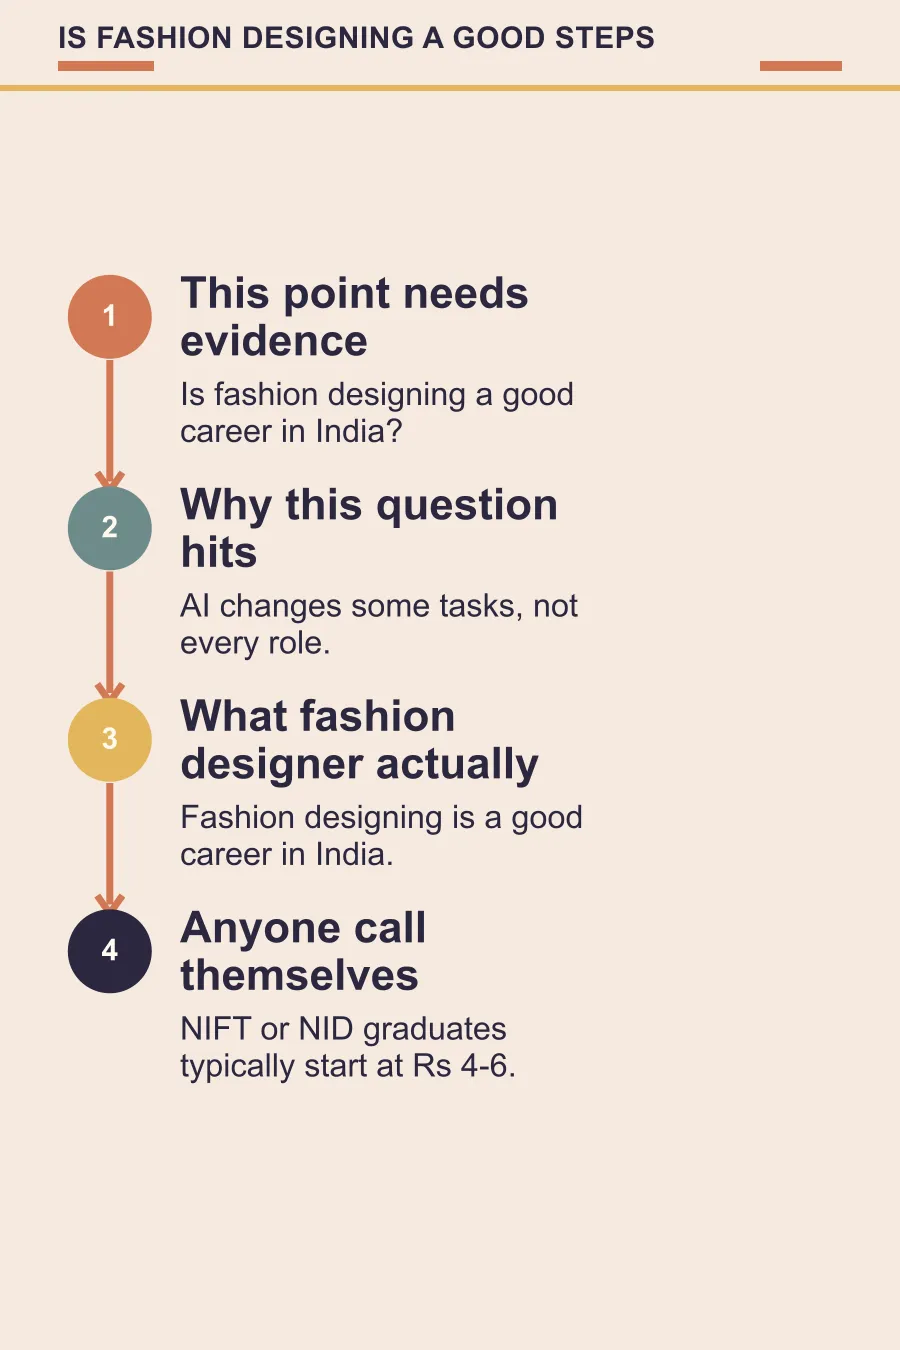 IS FASHION DESIGNING A GOOD STEPS
1
This point needs
evidence
Is fashion designing a good
career in India?
2
Why this question
hits
AI changes some tasks, not
every role.
3
What fashion
designer actually
Fashion designing is a good
career in India.
4
Anyone call
themselves
NIFT or NID graduates
typically start at Rs 4-6.